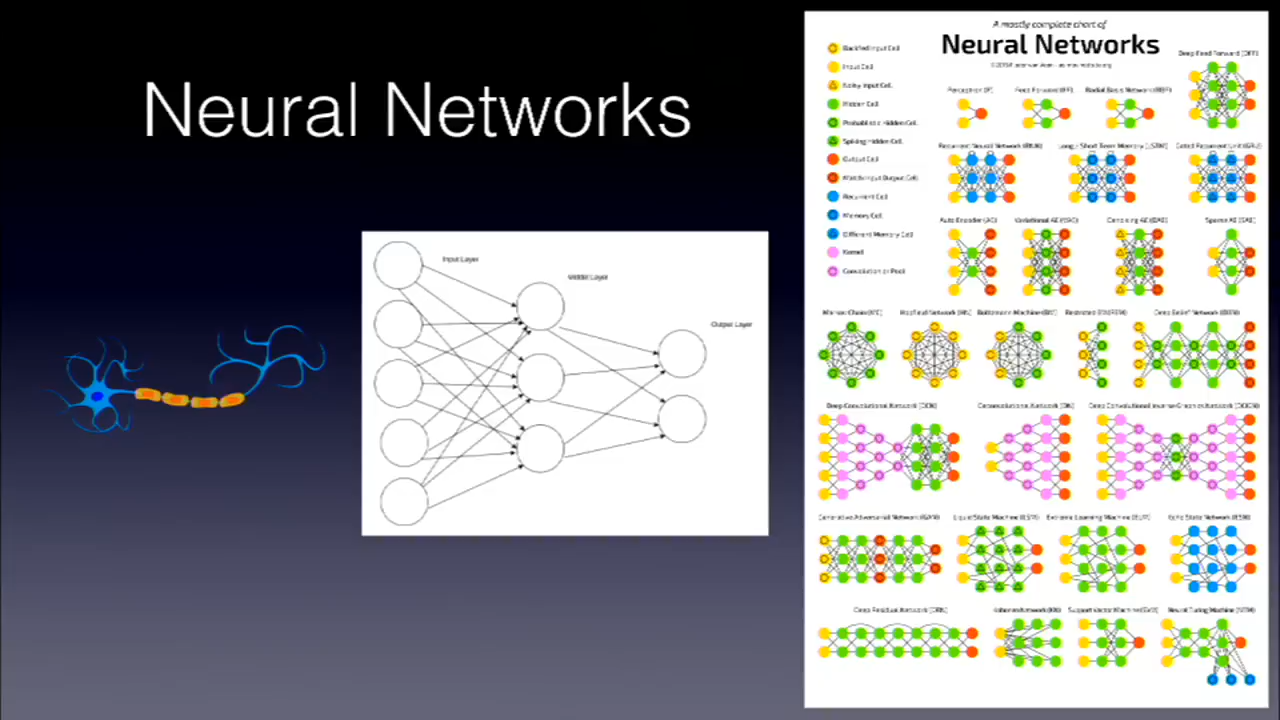 Neural Networks
Input Layer
Hidden Layer
Output Layer
A mostly complete chart of
Neural Networks
Deep Feed Forward (DFF)
Backfed Input Cell
Input Cell
Noisy Input Cell
Hidden Cell
Probablistic Hidden Cell
Spiking Hidden Cell
Output Cell
Match Input Output Cell
Recurrent Cell
Memory Cell
Different Memory Cell
Kernel
Convolution or Pool
Perceptron (P)
Feed Forward (FF)
Radial Basis Network (RBF)
Recurrent Neural Network (RNN)
Long / Short Term Memory (LSTM)
Gated Recurrent Unit (GRU)
Auto Encoder (AE)
Variational AE (VAE)
Denoising AE (DAE)
Sparse AE (SAE)
Markov Chain (MC)
Hopfield Network (HN)
Boltzmann Machine (BM)
Restricted BM (RBM)
Deep Belief Network (DBN)
Deep Convolutional Network (DCN)
Deconvolutional Network (DN)
Deep Convolutional Inverse Graphics Network (DCIGN)
Generative Adversarial Network (GAN)
Liquid State Machine (LSM)
Extreme Learning Machine (ELM)
Echo State Network (ESN)
Deep Residual Network (DRN)
Kohonen Network (KN)
Support Vector Machine (SVM)
Neural Turing Machine (NTM)